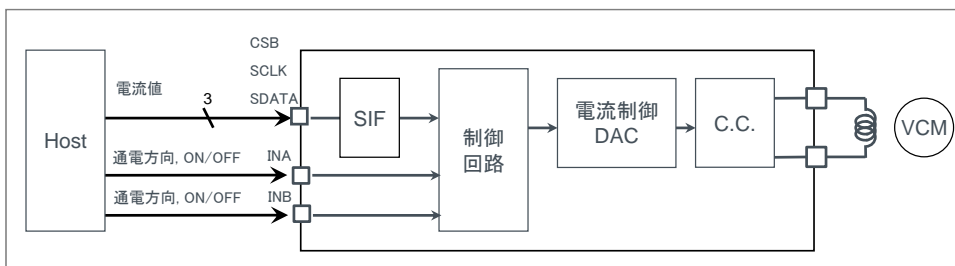 CSB
SCLK
SDATA
電流値
3
Host
SIF
制御
回路
電流制御
DAC
C.C.
VCM
通電方向, ON/OFF
INA
通電方向, ON/OFF
INB